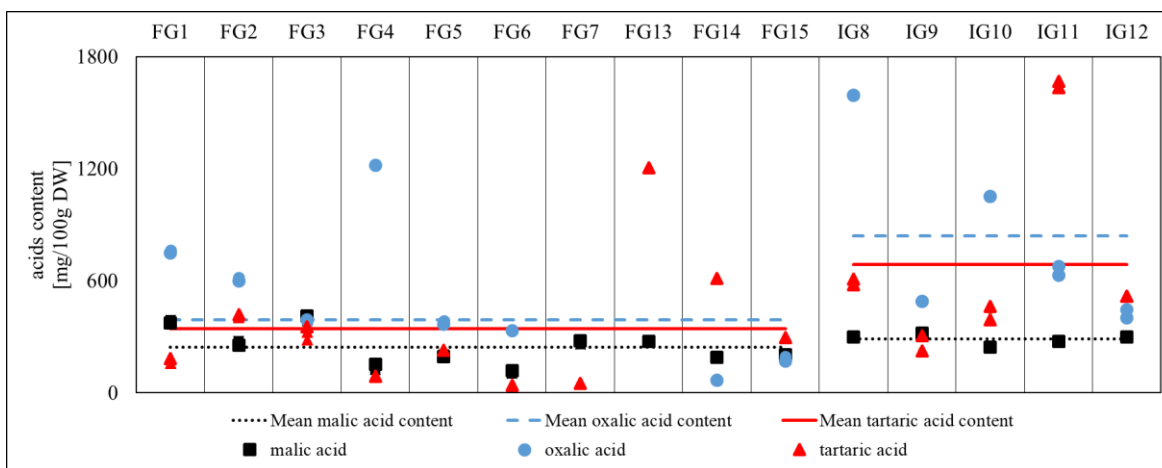 FG1 FG2 FG3 FG4 FG5 FG6 FG7 FG13 FG14 FG15 IG8 IG9 IG10 IG11 IG12
1800
1200
600
0
acids content
[mg/100g DW]
Mean malic acid content Mean oxalic acid content Mean tartaric acid content
malic acid oxalic acid tartaric acid